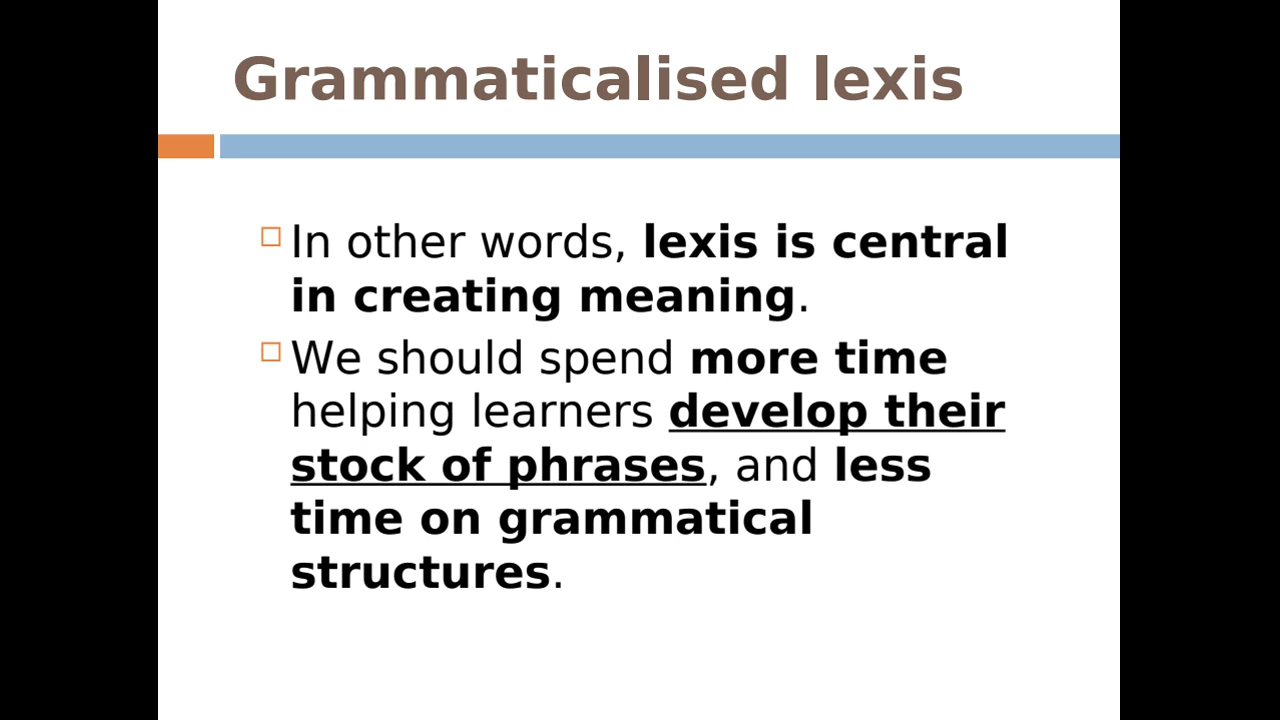 Grammaticalised lexis
In other words, lexis is central
in creating meaning.
We should spend more time
helping learners develop their
stock of phrases, and less
time on grammatical
structures.